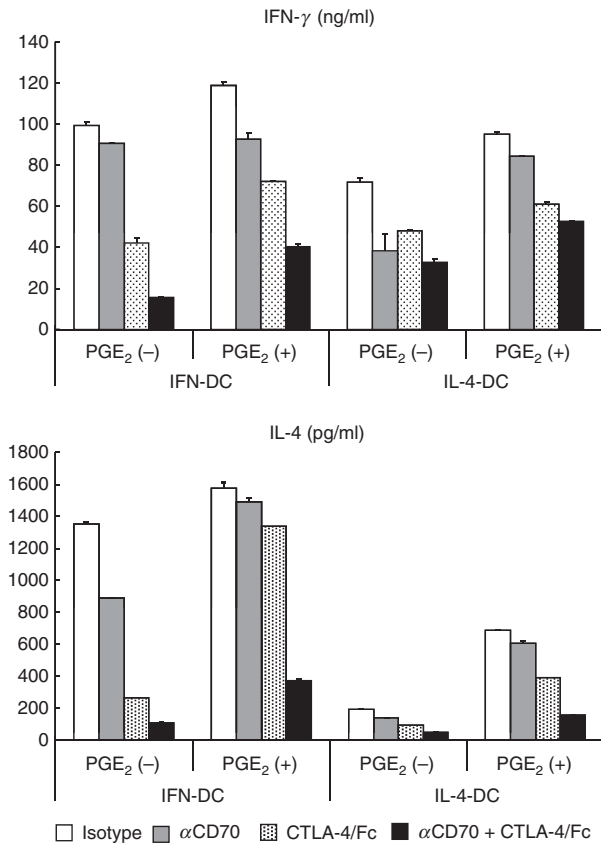 IFN-γ (ng/ml)
140
120
100
80
60
40
20
0
PGE₂ (–) PGE₂ (+) PGE₂ (–) PGE₂ (+)
IFN-DC IL-4-DC
IL-4 (pg/ml)
1800
1600
1400
1200
1000
800
600
400
200
0
PGE₂ (–) PGE₂ (+) PGE₂ (–) PGE₂ (+)
IFN-DC IL-4-DC
Isotype αCD70 CTLA-4/Fc αCD70 + CTLA-4/Fc